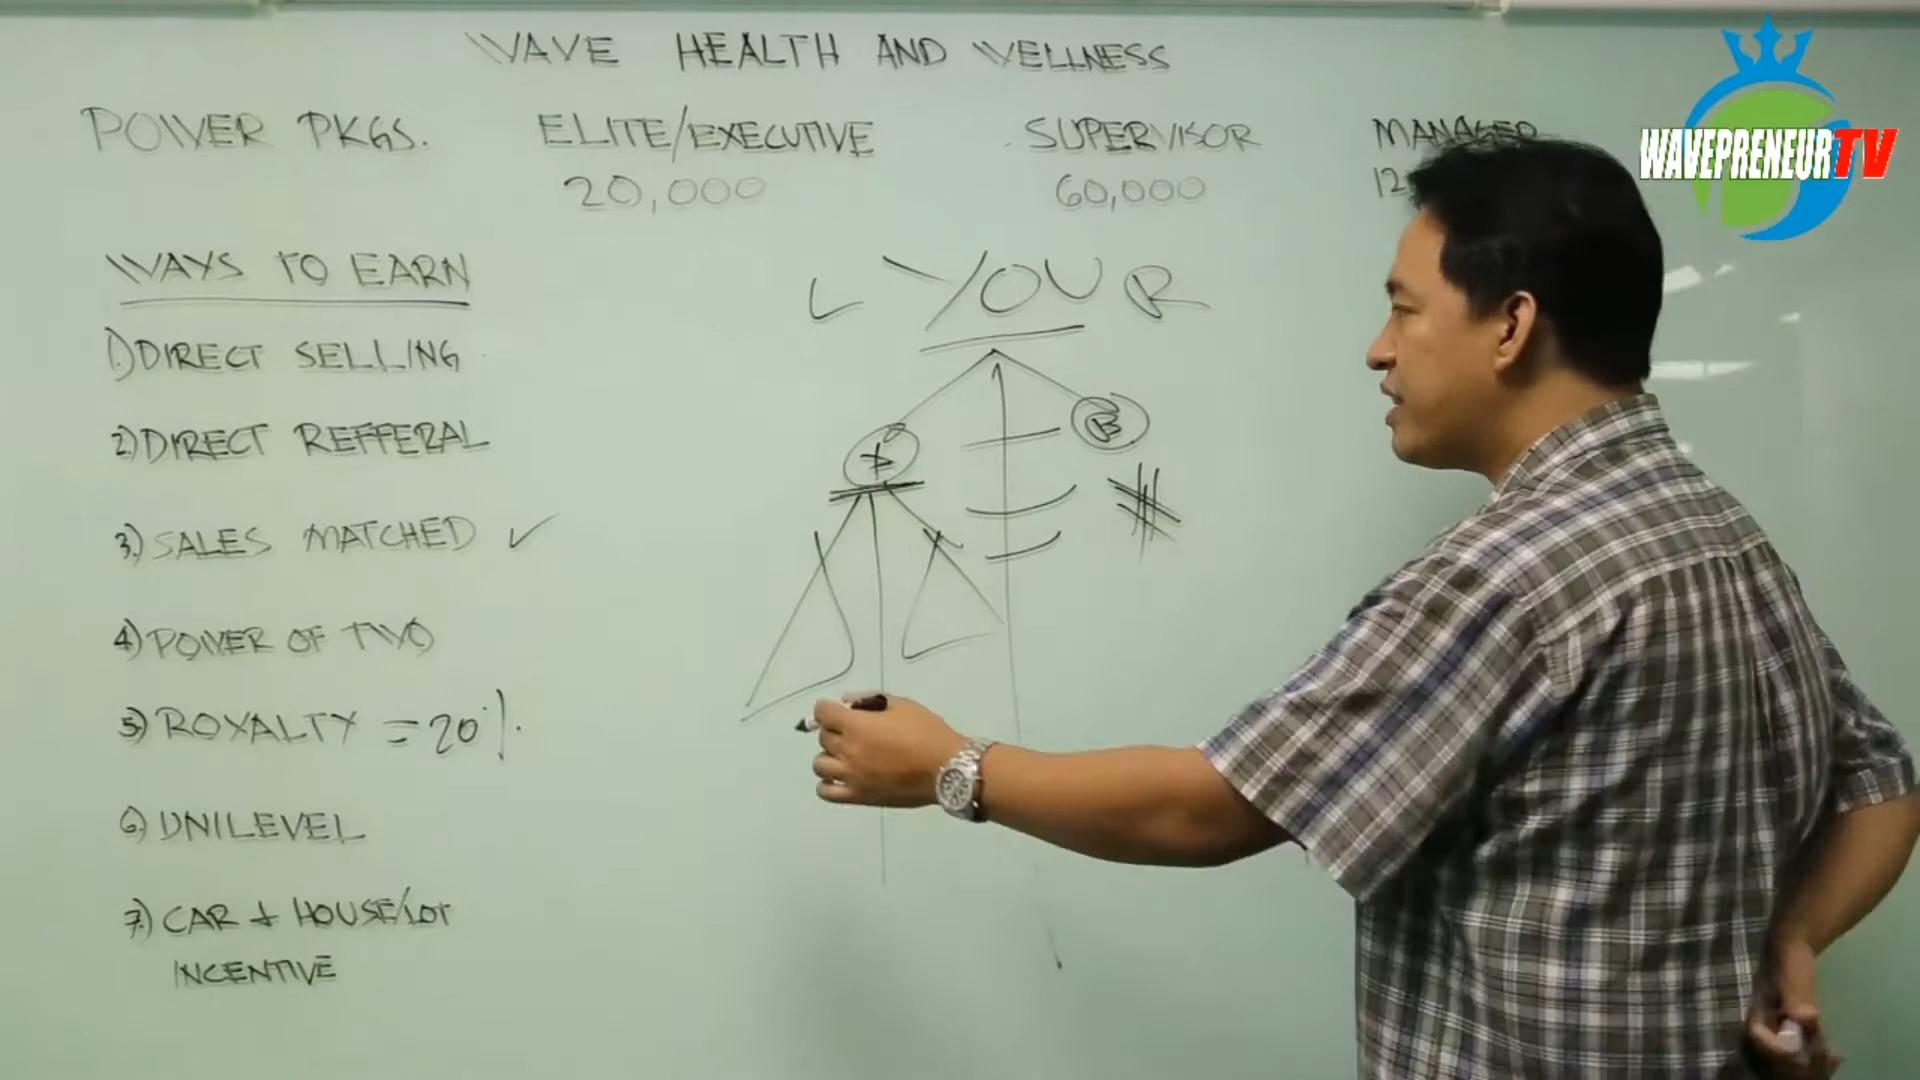 WAVE HEALTH AND WELLNESS
POWER PKGS. ELITE/EXECUTIVE SUPERVISOR MANAGER
20,000 60,000 12
WAVEPRENEURTV
WAYS TO EARN
L YOU R
1.) DIRECT SELLING
2.) DIRECT REFFERAL
B
3.) SALES MATCHED ✓
4.) POWER OF TWO
5.) ROYALTY = 20%.
6.) UNILEVEL
7.) CAR + HOUSE/LOT
INCENTIVE